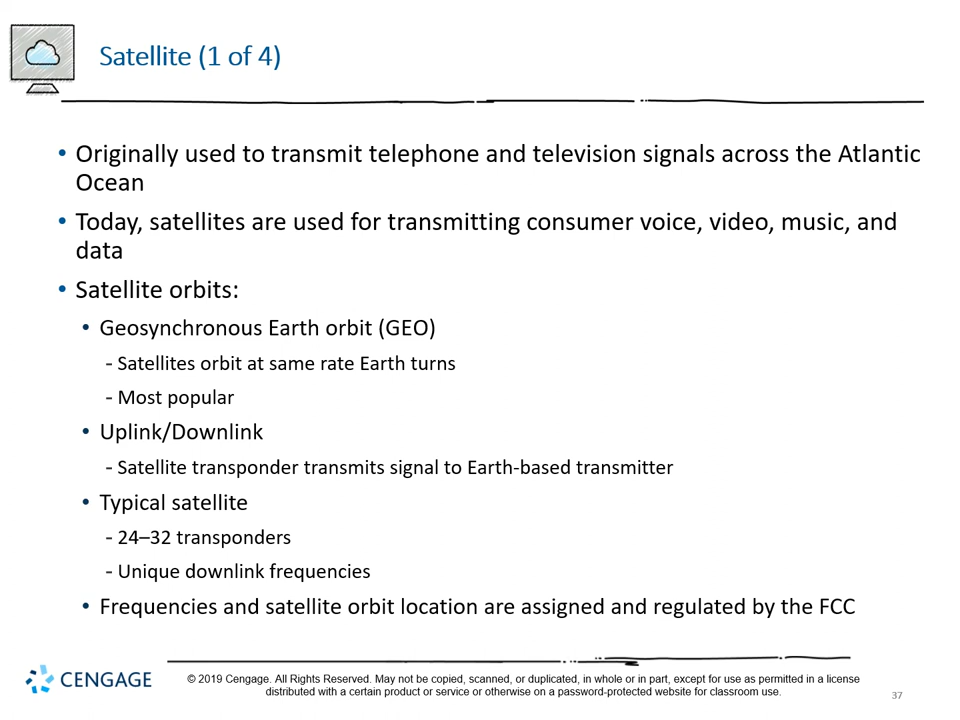 Satellite (1 of 4)
• Originally used to transmit telephone and television signals across the Atlantic
Ocean
• Today, satellites are used for transmitting consumer voice, video, music, and
data
• Satellite orbits:
• Geosynchronous Earth orbit (GEO)
- Satellites orbit at same rate Earth turns
- Most popular
• Uplink/Downlink
- Satellite transponder transmits signal to Earth-based transmitter
• Typical satellite
- 24–32 transponders
- Unique downlink frequencies
• Frequencies and satellite orbit location are assigned and regulated by the FCC
CENGAGE
© 2019 Cengage. All Rights Reserved. May not be copied, scanned, or duplicated, in whole or in part, except for use as permitted in a license
distributed with a certain product or service or otherwise on a password-protected website for classroom use.
37